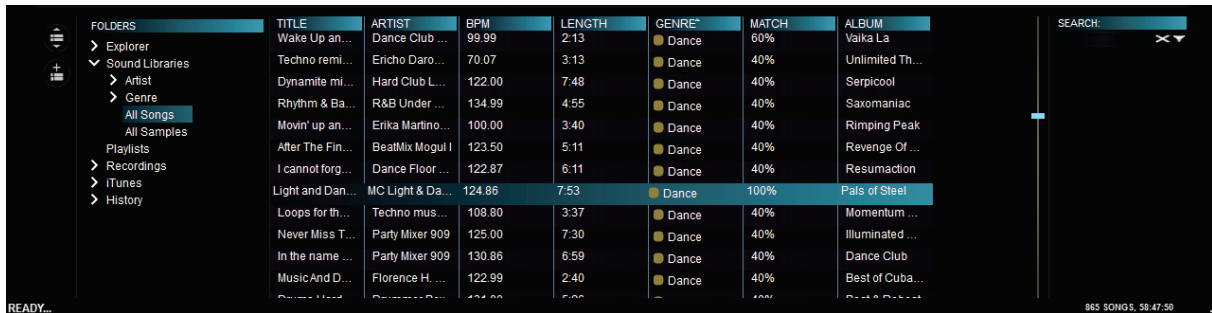 FOLDERS
Explorer
Sound Libraries
Artist
Genre
All Songs
All Samples
Playlists
Recordings
iTunes
History
TITLE ARTIST BPM LENGTH GENRE MATCH ALBUM
Wake Up an... Dance Club ... 99.99 2:13 Dance 60% Vaika La
Techno remi... Ericho Daro... 70.07 3:13 Dance 40% Unlimited Th...
Dynamite mi... Hard Club L... 122.00 7:48 Dance 40% Serpicool
Rhythm & Ba... R&B Under ... 134.99 4:55 Dance 40% Saxomaniac
Movin' up an... Erika Martino... 100.00 3:40 Dance 40% Rimping Peak
After The Fin... BeatMix Mogul I 123.50 5:11 Dance 40% Revenge Of ...
I cannot forg... Dance Floor ... 122.87 6:11 Dance 40% Resumaction
Light and Dan... MC Light & Da... 124.86 7:53 Dance 100% Pals of Steel
Loops for th... Techno mus... 108.80 3:37 Dance 40% Momentum ...
Never Miss T... Party Mixer 909 125.00 7:30 Dance 40% Illuminated ...
In the name ... Party Mixer 909 130.86 6:59 Dance 40% Dance Club
Music And D... Florence H. ... 122.99 2:40 Dance 40% Best of Cuba...
SEARCH:
READY...
865 SONGS, 58:47:50